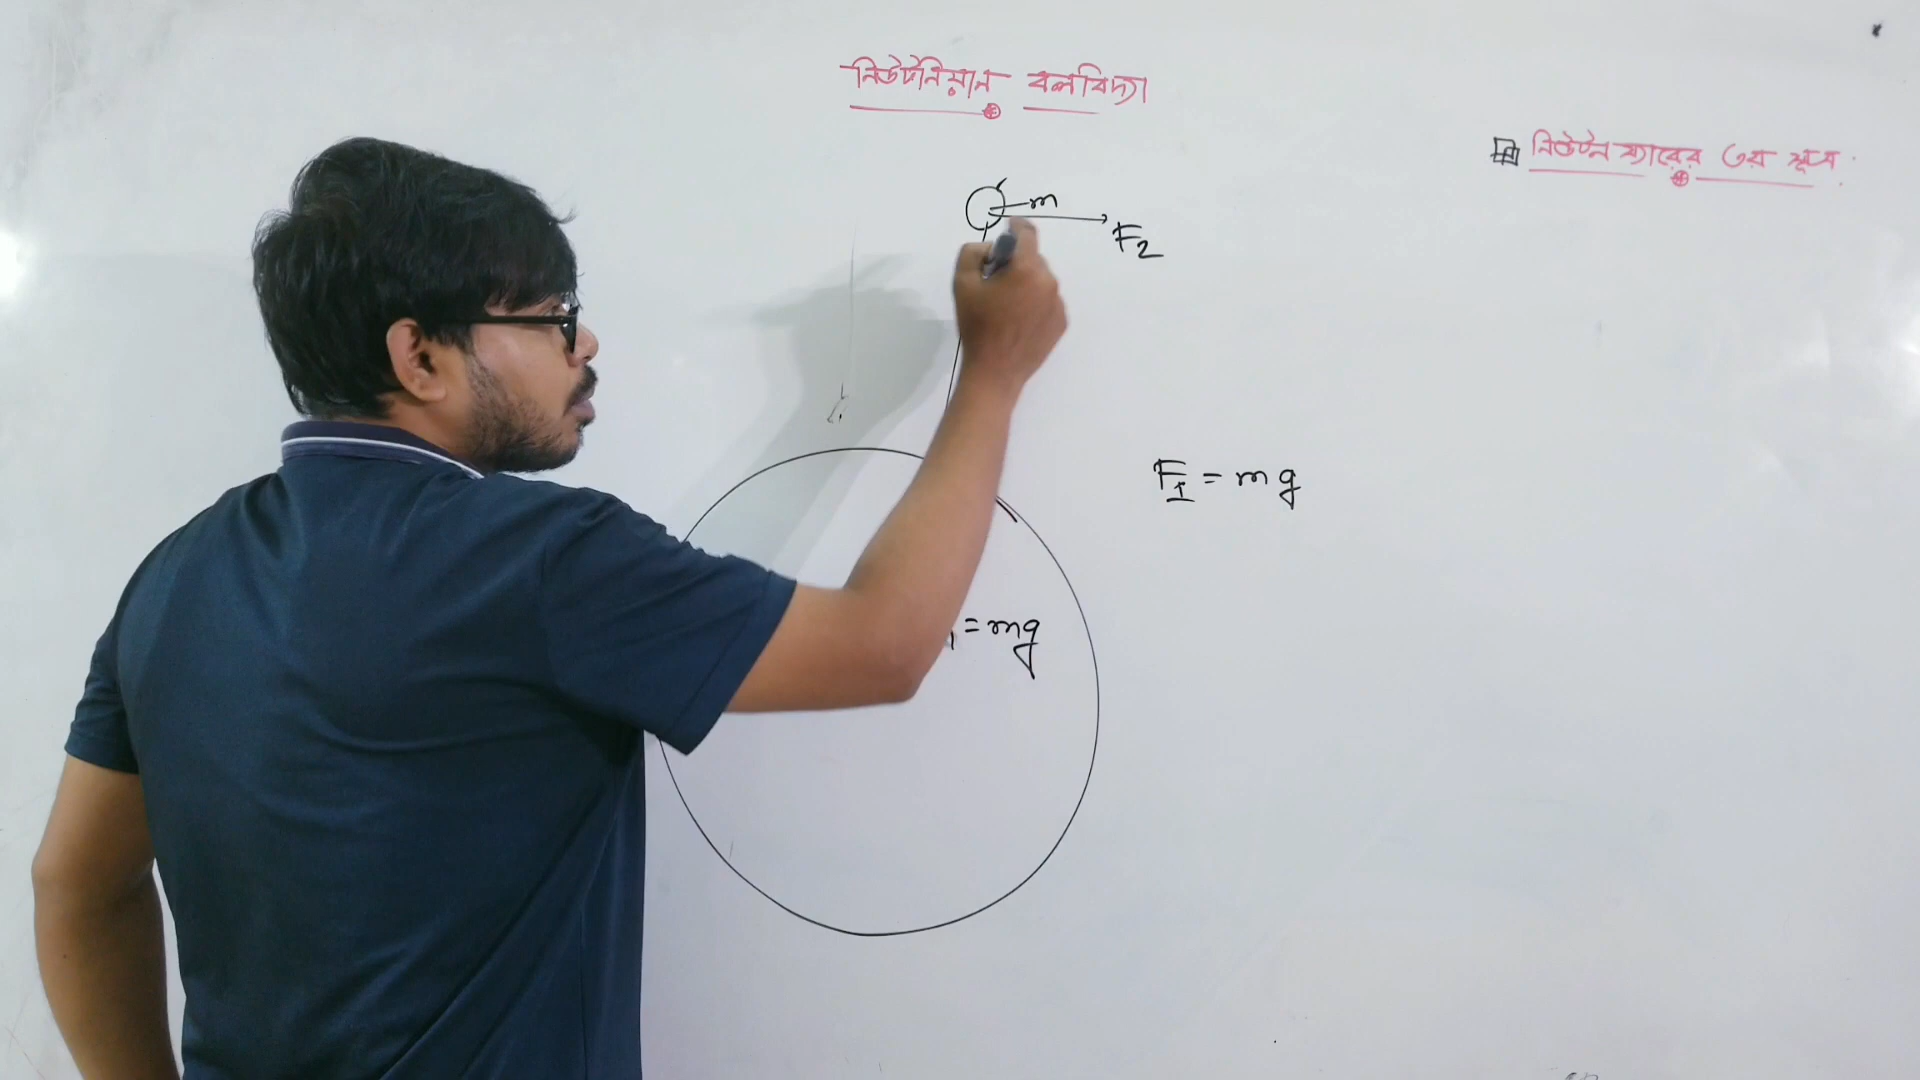 নিউটনিয়ান বলবিদ্যা
নিউটন স্যারের ৩য় সূত্র:
m
F₂
F₁ = mg
= mg